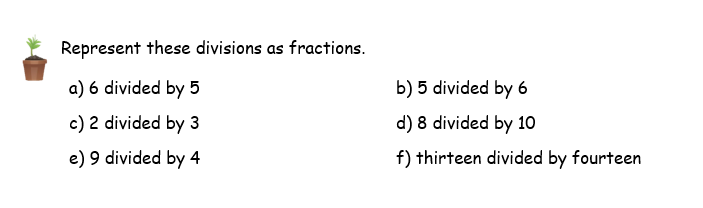 Represent these divisions as fractions.
a) 6 divided by 5 b) 5 divided by 6
c) 2 divided by 3 d) 8 divided by 10
e) 9 divided by 4 f) thirteen divided by fourteen